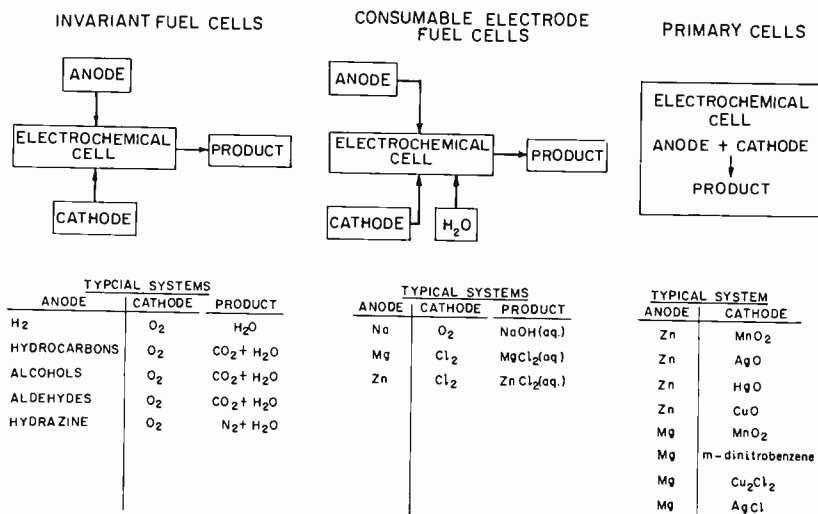 INVARIANT FUEL CELLS
ANODE
ELECTROCHEMICAL
CELL
PRODUCT
CATHODE
TYPCIAL SYSTEMS
ANODE CATHODE PRODUCT
H₂ O₂ H₂O
HYDROCARBONS O₂ CO₂ + H₂O
ALCOHOLS O₂ CO₂ + H₂O
ALDEHYDES O₂ CO₂ + H₂O
HYDRAZINE O₂ N₂ + H₂O
CONSUMABLE ELECTRODE
FUEL CELLS
ANODE
ELECTROCHEMICAL
CELL
PRODUCT
CATHODE
H₂O
TYPICAL SYSTEMS
ANODE CATHODE PRODUCT
Na O₂ NaOH(aq.)
Mg Cl₂ MgCl₂(aq)
Zn Cl₂ ZnCl₂(aq.)
PRIMARY CELLS
ELECTROCHEMICAL
CELL
ANODE + CATHODE
PRODUCT
TYPICAL SYSTEM
ANODE CATHODE
Zn MnO₂
Zn AgO
Zn HgO
Zn CuO
Mg MnO₂
Mg m-dinitrobenzene
Mg Cu₂Cl₂
Mg AgCl